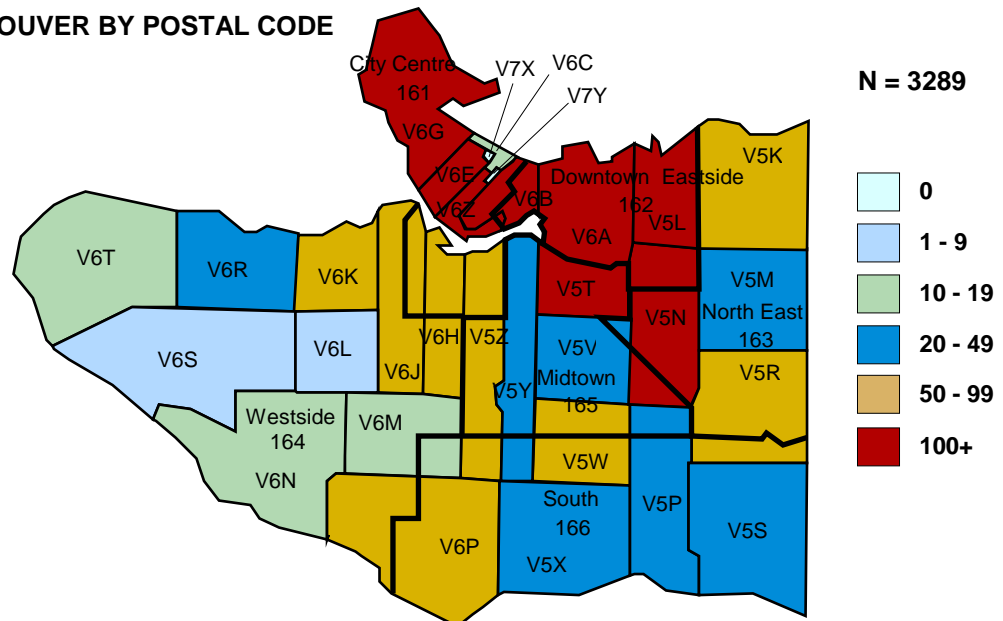 OUVER BY POSTAL CODE
City Centre
161
V7X
V6C
V7Y
N = 3289
V6G
V6E
V6Z
V6B
Downtown Eastside
162
V5L
V6A
V5K
0
1 - 9
10 - 19
20 - 49
50 - 99
100+
V6T
V6R
V6K
V5T
V5M
North East
163
V6S
V6L
V6J
V6H
V5Z
V5Y
V5V
Midtown
165
V5N
V5R
Westside
164
V6M
V6N
V5W
South
166
V5P
V5S
V6P
V5X